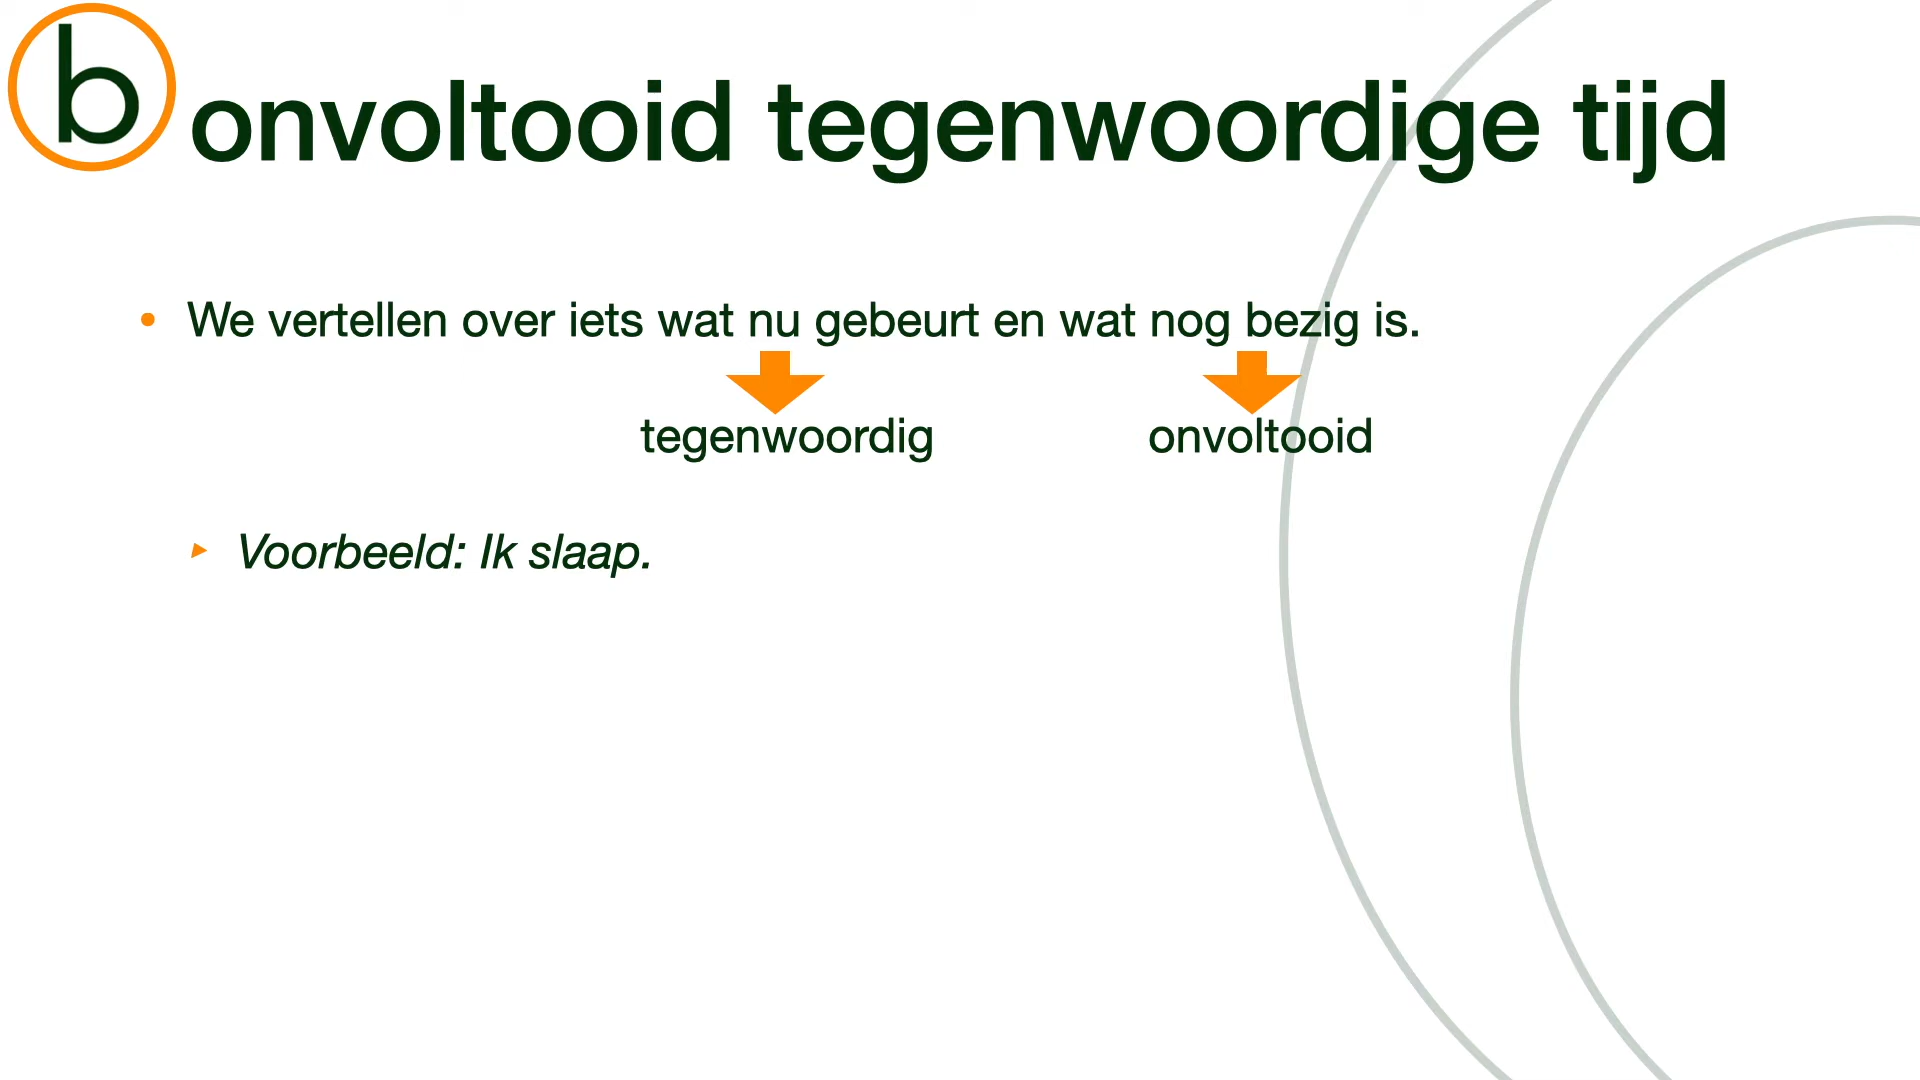 b
onvoltooid tegenwoordige tijd
• We vertellen over iets wat nu gebeurt en wat nog bezig is.
tegenwoordig onvoltooid
‣ Voorbeeld: Ik slaap.